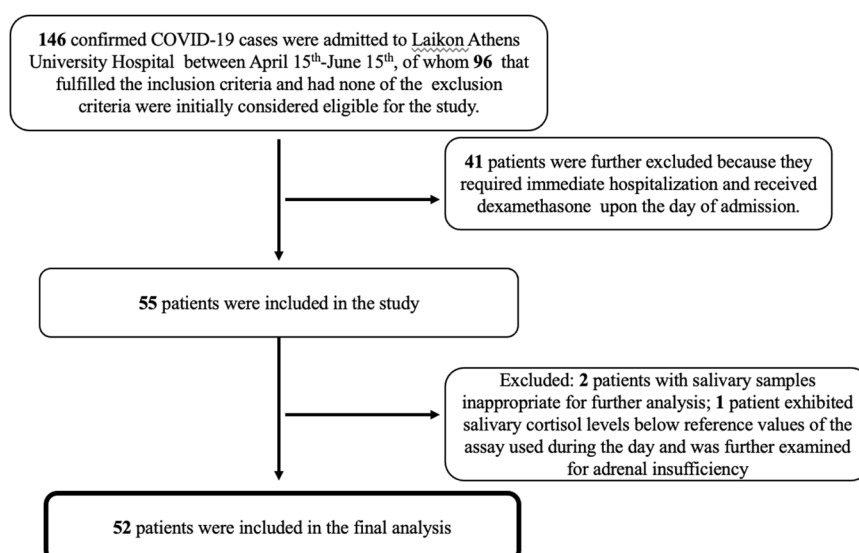 146 confirmed COVID-19 cases were admitted to Laikon Athens
University Hospital between April 15th-June 15th, of whom 96 that
fulfilled the inclusion criteria and had none of the exclusion
criteria were initially considered eligible for the study.
41 patients were further excluded because they
required immediate hospitalization and received
dexamethasone upon the day of admission.
55 patients were included in the study
Excluded: 2 patients with salivary samples
inappropriate for further analysis; 1 patient exhibited
salivary cortisol levels below reference values of the
assay used during the day and was further examined
for adrenal insufficiency
52 patients were included in the final analysis